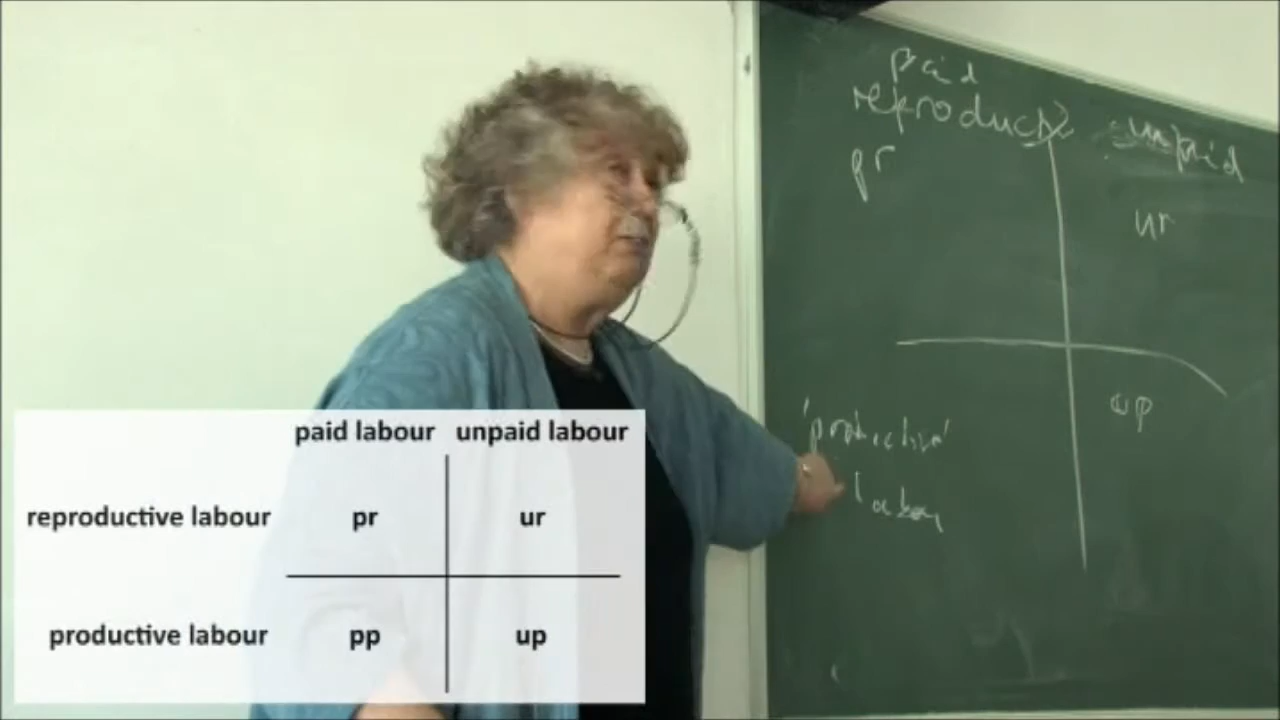 paid
reproductive unpaid
pr
ur
up
'productive'
labour
paid labour unpaid labour
reproductive labour pr ur
productive labour pp up